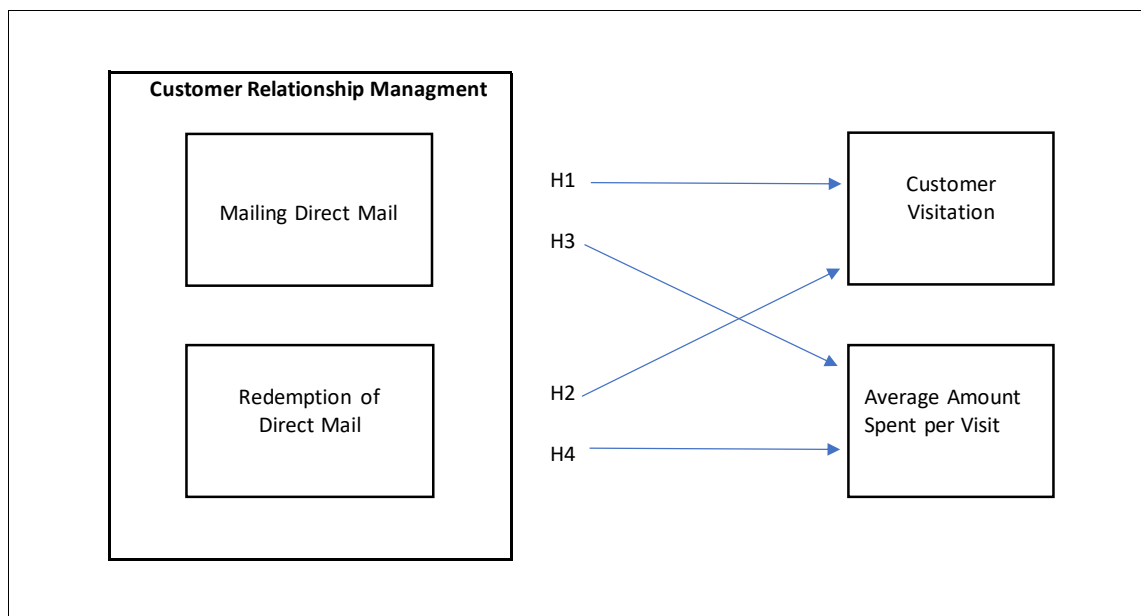 Customer Relationship Managment
Mailing Direct Mail
Redemption of
Direct Mail
H1
H3
H2
H4
Customer
Visitation
Average Amount
Spent per Visit